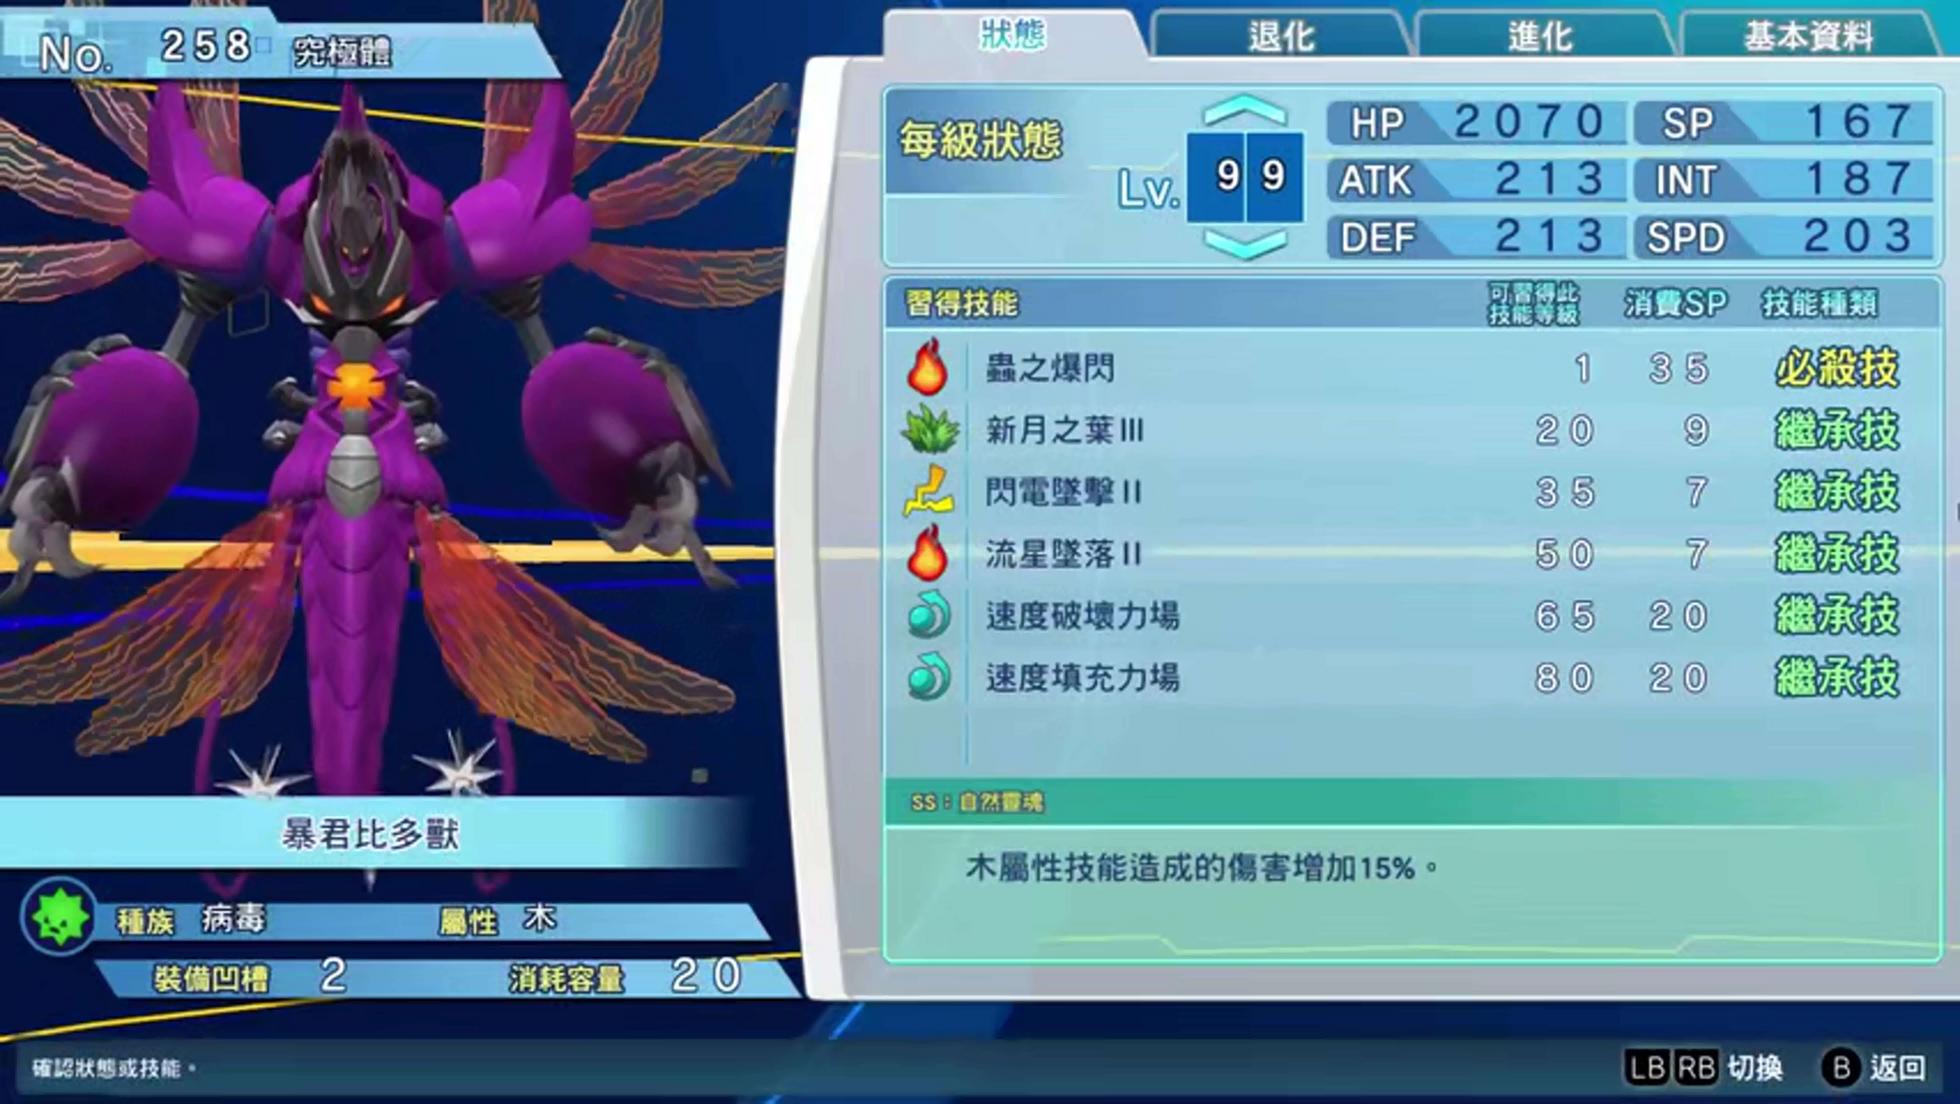 No. 258 究極體
狀態 退化 進化 基本資料
每級狀態 Lv. 99
HP 2070 SP 167
ATK 213 INT 187
DEF 213 SPD 203
習得技能 可習得此技能等級 消費SP 技能種類
蟲之爆閃 1 35 必殺技
新月之葉III 20 9 繼承技
閃電墜擊II 35 7 繼承技
流星墜落II 50 7 繼承技
速度破壞力場 65 20 繼承技
速度填充力場 80 20 繼承技
SS：自然靈魂
木屬性技能造成的傷害增加15%。
暴君比多獸
種族 病毒 屬性 木
裝備凹槽 2 消耗容量 20
確認狀態或技能。
LB RB 切換 B 返回